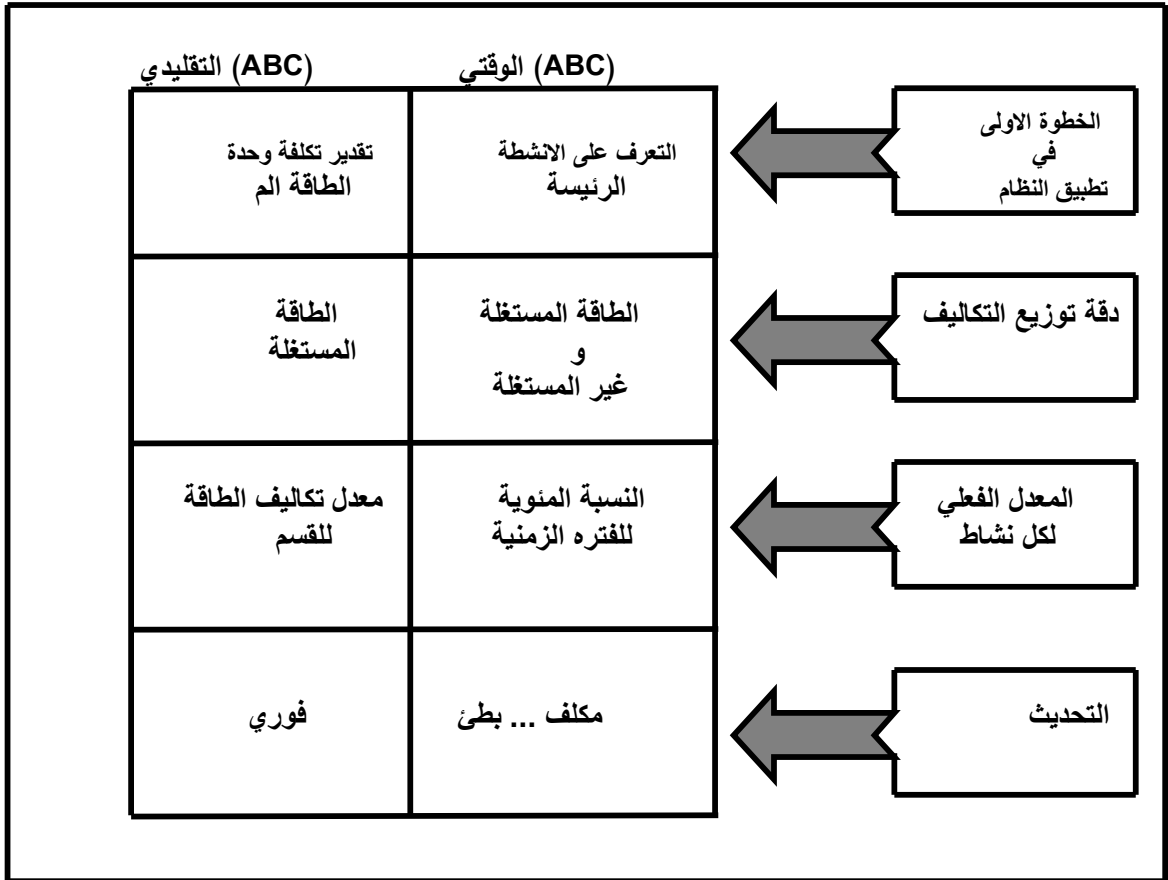 (ABC) الوقتي
(ABC) التقليدي
الخطوة الاولى
في
تطبيق النظام
التعرف على الانشطة
الرئيسة
تقدير تكلفة وحدة
الطاقة الم
دقة توزيع التكاليف
الطاقة المستغلة
و
غير المستغلة
الطاقة
المستغلة
المعدل الفعلي
لكل نشاط
النسبة المئوية
للفتره الزمنية
معدل تكاليف الطاقة
للقسم
التحديث
مكلف ... بطئ
فوري